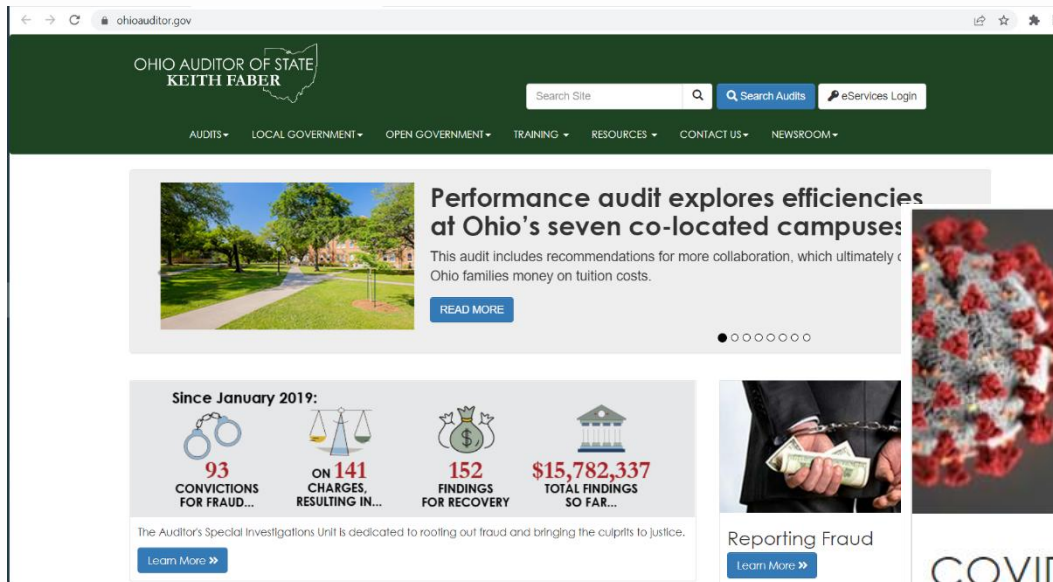 ohioauditor.gov
OHIO AUDITOR OF STATE
KEITH FABER
Search Site
Search Audits
eServices Login
AUDITS
LOCAL GOVERNMENT
OPEN GOVERNMENT
TRAINING
RESOURCES
CONTACT US
NEWSROOM
Performance audit explores efficiencies
at Ohio's seven co-located campuses
This audit includes recommendations for more collaboration, which ultimately
Ohio families money on tuition costs.
READ MORE
Since January 2019:
93
CONVICTIONS
FOR FRAUD...
ON 141
CHARGES,
RESULTING IN...
152
FINDINGS
FOR RECOVERY
$15,782,337
TOTAL FINDINGS
SO FAR...
The Auditor's Special Investigations Unit is dedicated to rooting out fraud and bringing the culprits to justice.
Learn More »
Reporting Fraud
Learn More »